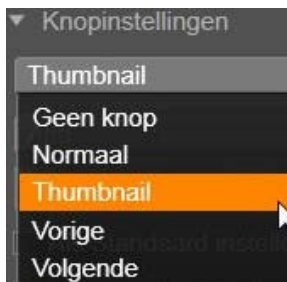 Knopinstellingen
Thumbnail
Geen knop
Normaal
Thumbnail
Vorige
Volgende